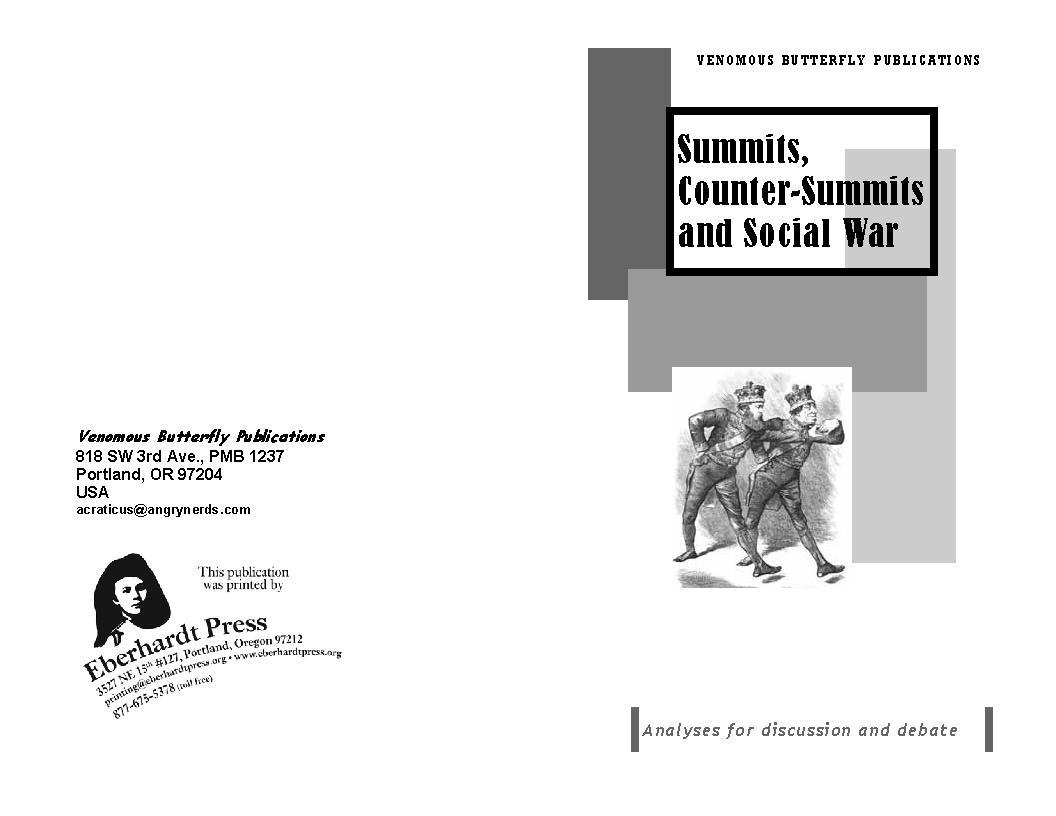 Venomous Butterfly Publications
818 SW 3rd Ave., PMB 1237
Portland, OR 97204
USA
acraticus@angrynerds.com
This publication
was printed by
Eberhardt Press
3527 NE 15th #127, Portland, Oregon 97212
printing@eberhardtpress.org • www.eberhardtpress.org
877-675-5378 (toll free)
VENOMOUS BUTTERFLY PUBLICATIONS
Summits,
Counter-Summits
and Social War
Analyses for discussion and debate